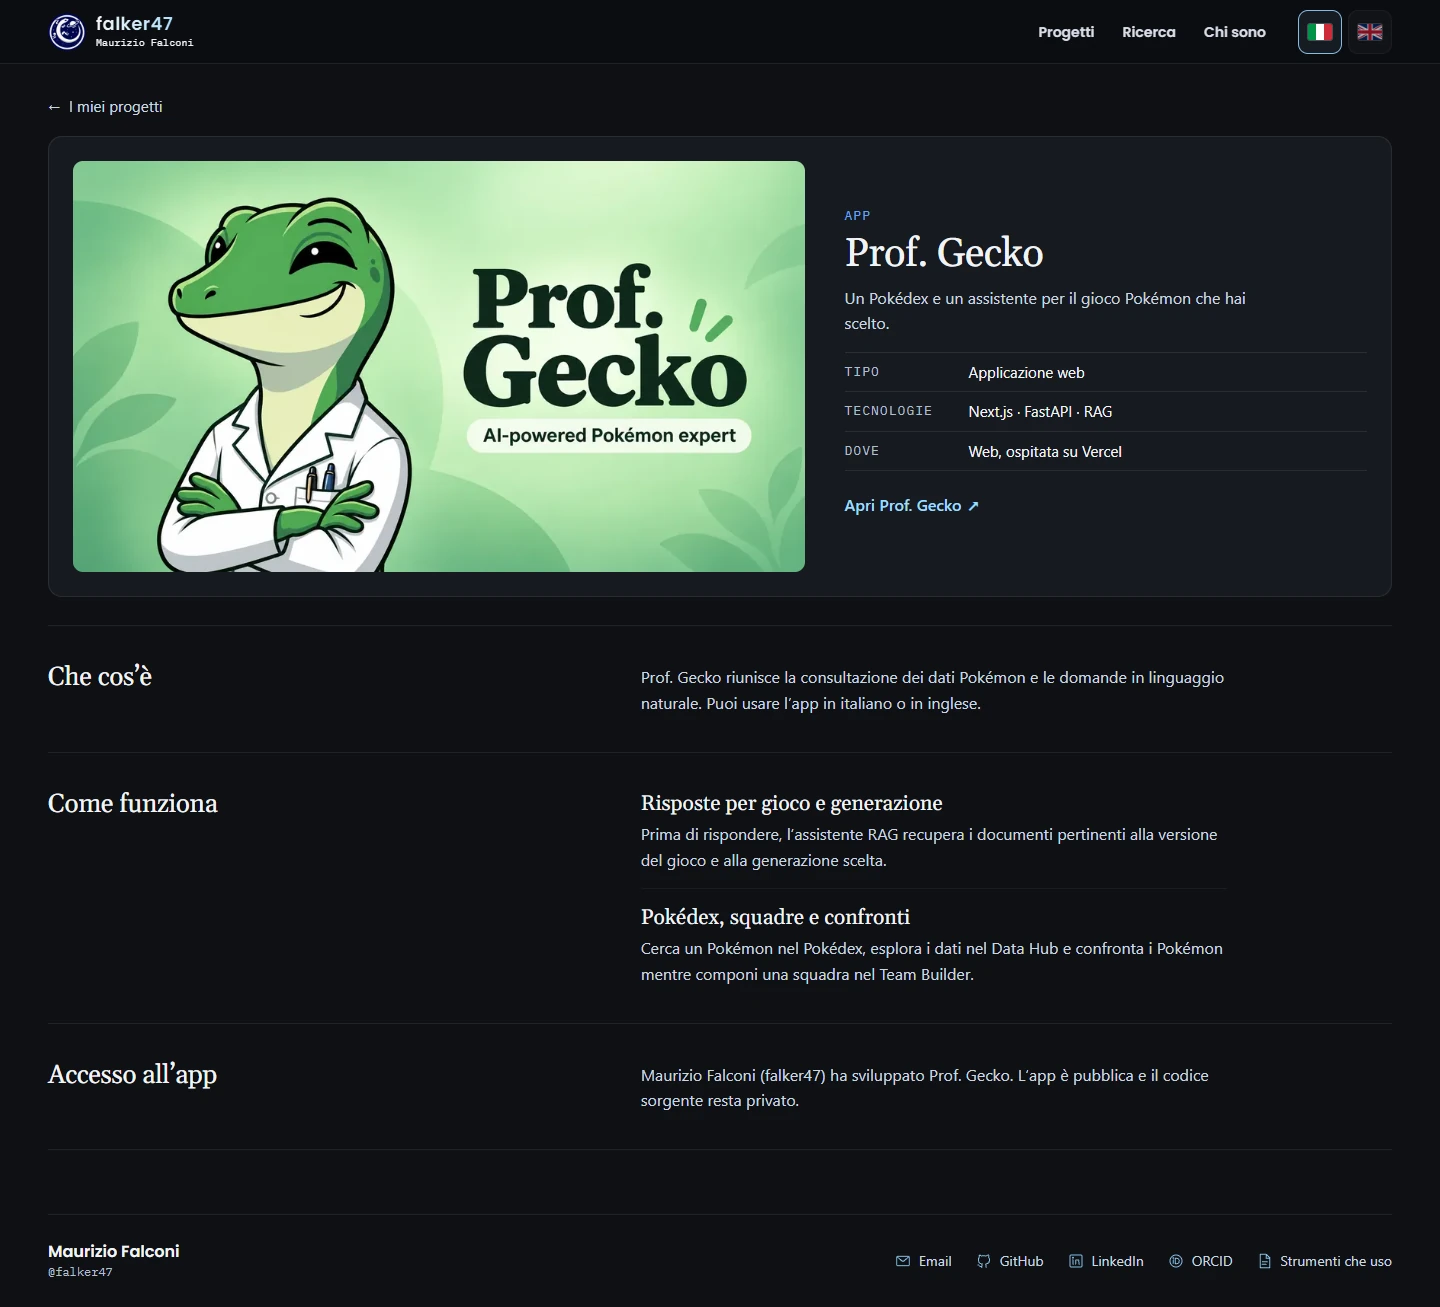 falker47
Maurizio Falconi
Progetti
Ricerca
Chi sono
← I miei progetti
Prof.
Gecko
AI-powered Pokémon expert
APP
Prof. Gecko
Un Pokédex e un assistente per il gioco Pokémon che hai
scelto.
TIPO Applicazione web
TECNOLOGIE Next.js · FastAPI · RAG
DOVE Web, ospitata su Vercel
Apri Prof. Gecko ↗
Che cos’è
Prof. Gecko riunisce la consultazione dei dati Pokémon e le domande in linguaggio
naturale. Puoi usare l’app in italiano o in inglese.
Come funziona
Risposte per gioco e generazione
Prima di rispondere, l’assistente RAG recupera i documenti pertinenti alla versione
del gioco e alla generazione scelta.
Pokédex, squadre e confronti
Cerca un Pokémon nel Pokédex, esplora i dati nel Data Hub e confronta i Pokémon
mentre componi una squadra nel Team Builder.
Accesso all’app
Maurizio Falconi (falker47) ha sviluppato Prof. Gecko. L’app è pubblica e il codice
sorgente resta privato.
Maurizio Falconi
@falker47
Email
GitHub
LinkedIn
ORCID
Strumenti che uso